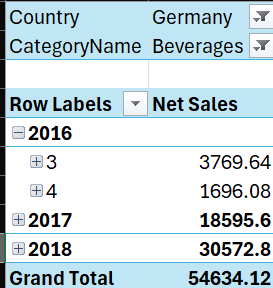 Country Germany
CategoryName Beverages
Row Labels Net Sales
2016
3 3769.64
4 1696.08
2017 18595.6
2018 30572.8
Grand Total 54634.12